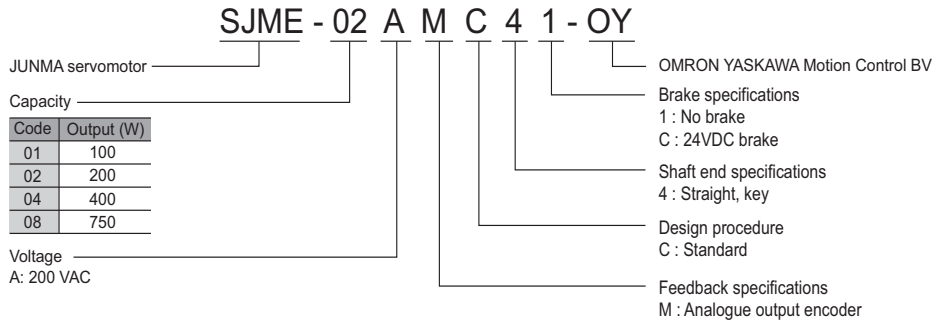 SJME - 02 A M C 4 1 - OY
JUNMA servomotor
Capacity
Code Output (W)
01 100
02 200
04 400
08 750
Voltage
A: 200 VAC
OMRON YASKAWA Motion Control BV
Brake specifications
1 : No brake
C : 24VDC brake
Shaft end specifications
4 : Straight, key
Design procedure
C : Standard
Feedback specifications
M : Analogue output encoder